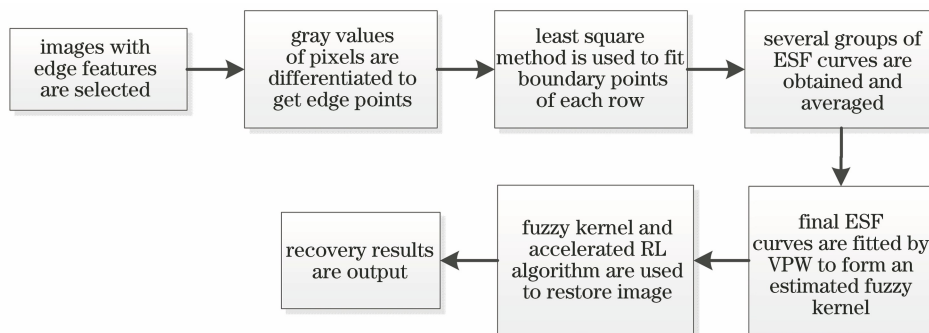 images with
edge features
are selected
gray values
of pixels are
differentiated to
get edge points
least square
method is used to fit
boundary points
of each row
several groups of
ESF curves are
obtained and
averaged
final ESF
curves are fitted by
VPW to form an
estimated fuzzy
kernel
fuzzy kernel and
accelerated RL
algorithm are used
to restore image
recovery results
are output